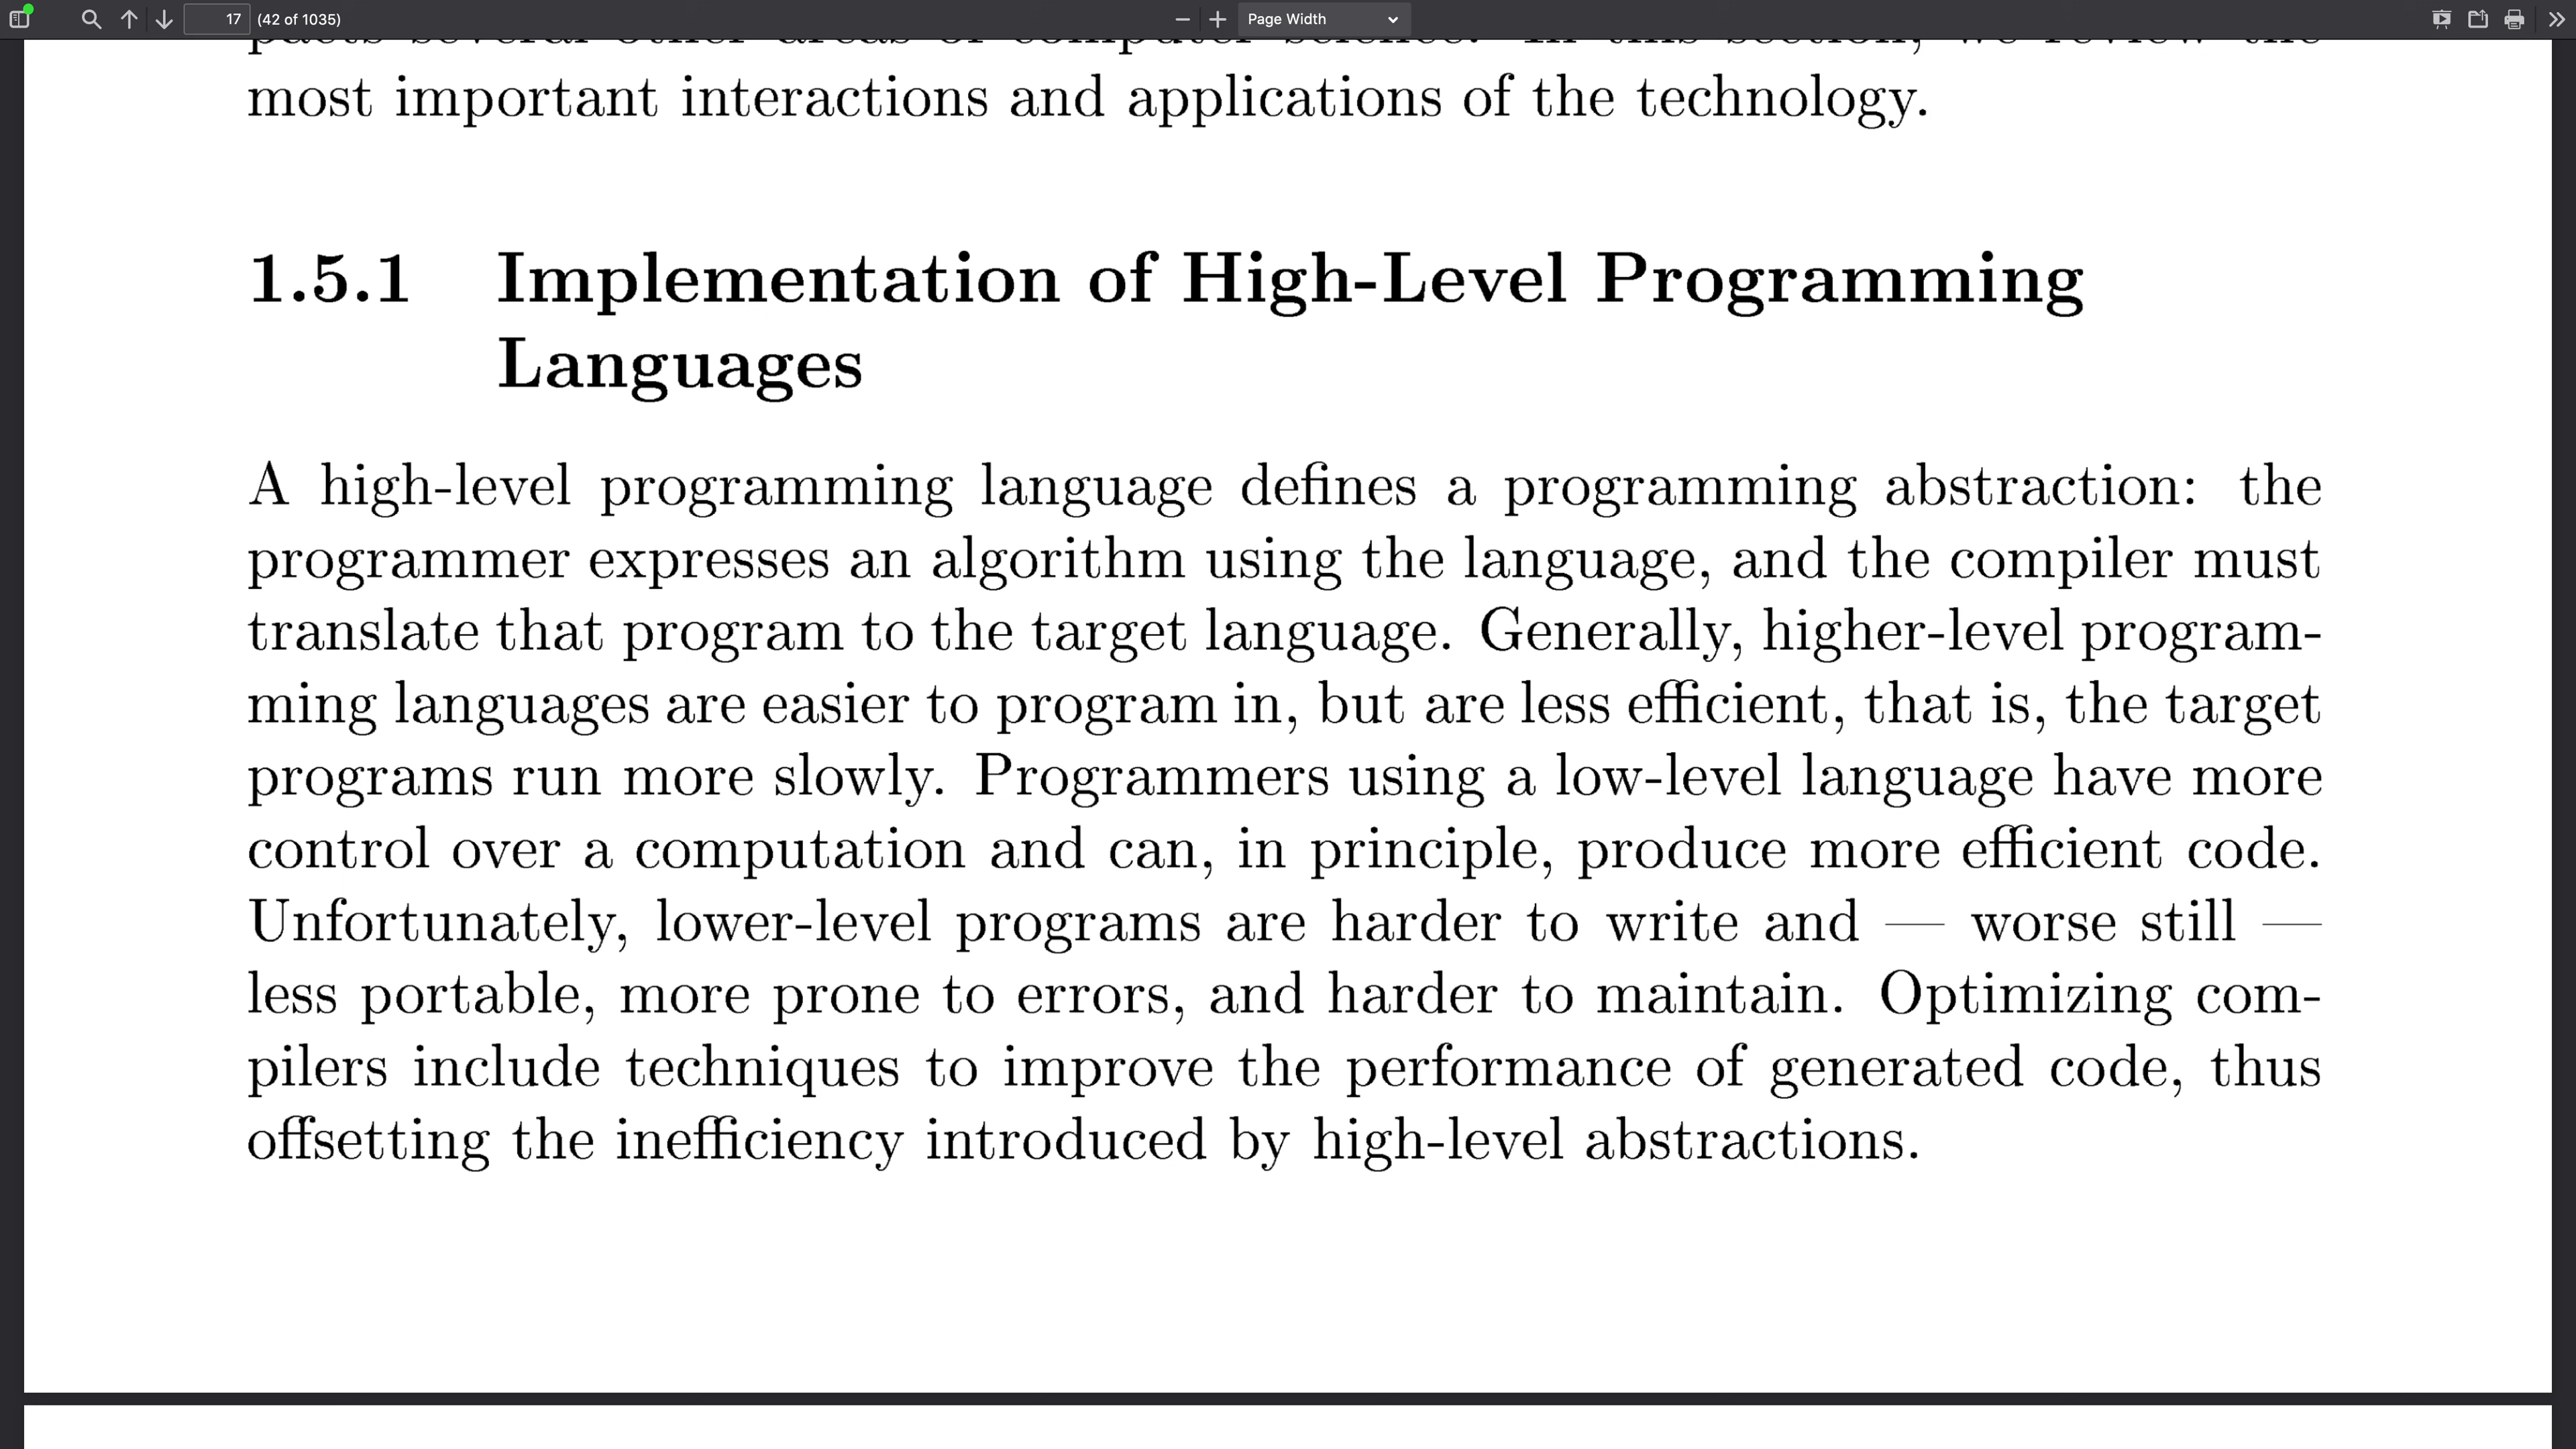 17 (42 of 1035) Page Width
most important interactions and applications of the technology.
1.5.1 Implementation of High-Level Programming
Languages
A high-level programming language defines a programming abstraction: the
programmer expresses an algorithm using the language, and the compiler must
translate that program to the target language. Generally, higher-level program-
ming languages are easier to program in, but are less efficient, that is, the target
programs run more slowly. Programmers using a low-level language have more
control over a computation and can, in principle, produce more efficient code.
Unfortunately, lower-level programs are harder to write and — worse still —
less portable, more prone to errors, and harder to maintain. Optimizing com-
pilers include techniques to improve the performance of generated code, thus
offsetting the inefficiency introduced by high-level abstractions.